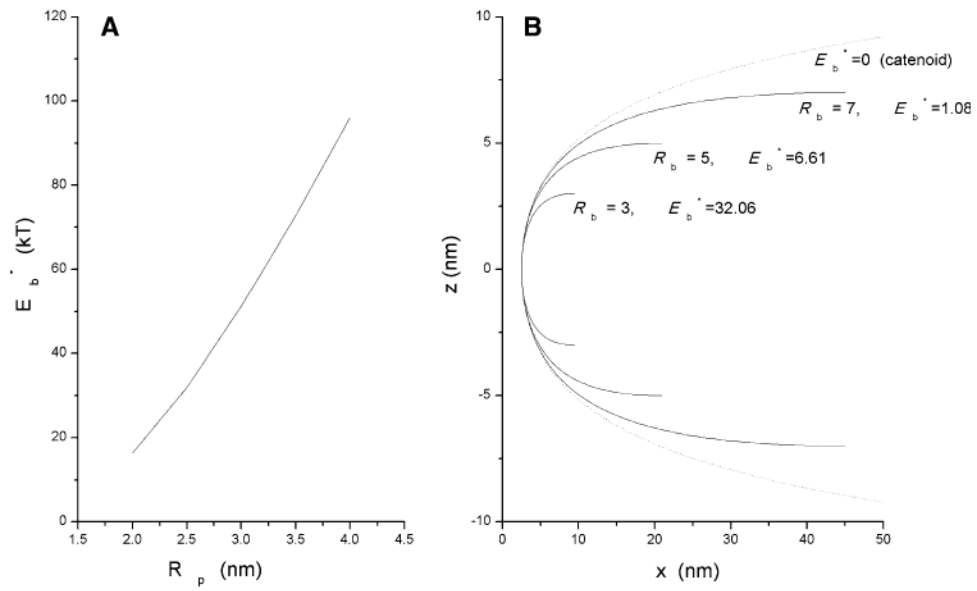 A
120
100
80
60
40
20
0
E b * (kT)
1.5 2.0 2.5 3.0 3.5 4.0 4.5
R p (nm)
B
10
5
0
-5
-10
z (nm)
E b * =0 (catenoid)
R b = 7, E b * =1.08
R b = 5, E b * =6.61
R b = 3, E b * =32.06
0 10 20 30 40 50
x (nm)